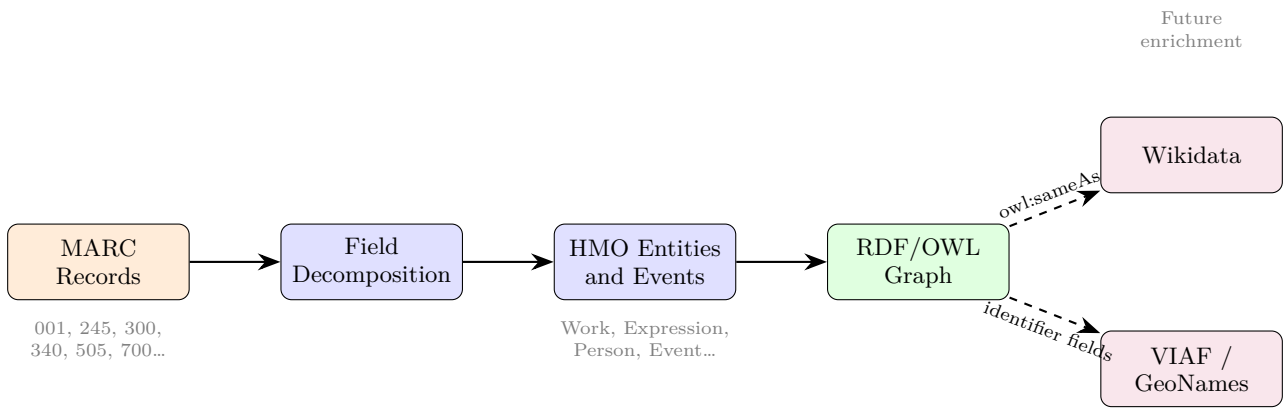 Future
enrichment
Wikidata
owl:sameAs
MARC
Records
Field
Decomposition
HMO Entities
and Events
RDF/OWL
Graph
identifier fields
001, 245, 300,
340, 505, 700…
Work, Expression,
Person, Event…
VIAF /
GeoNames